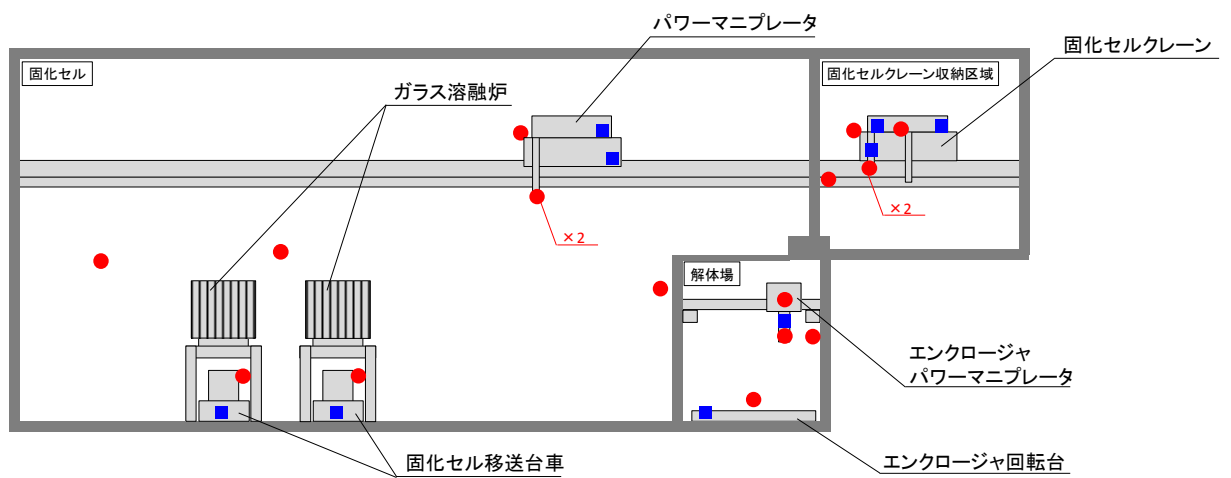 パワーマニプレータ
固化セルクレーン
固化セル
固化セルクレーン収納区域
ガラス溶融炉
×2
×2
解体場
エンクロージャ
パワーマニプレータ
固化セル移送台車
エンクロージャ回転台